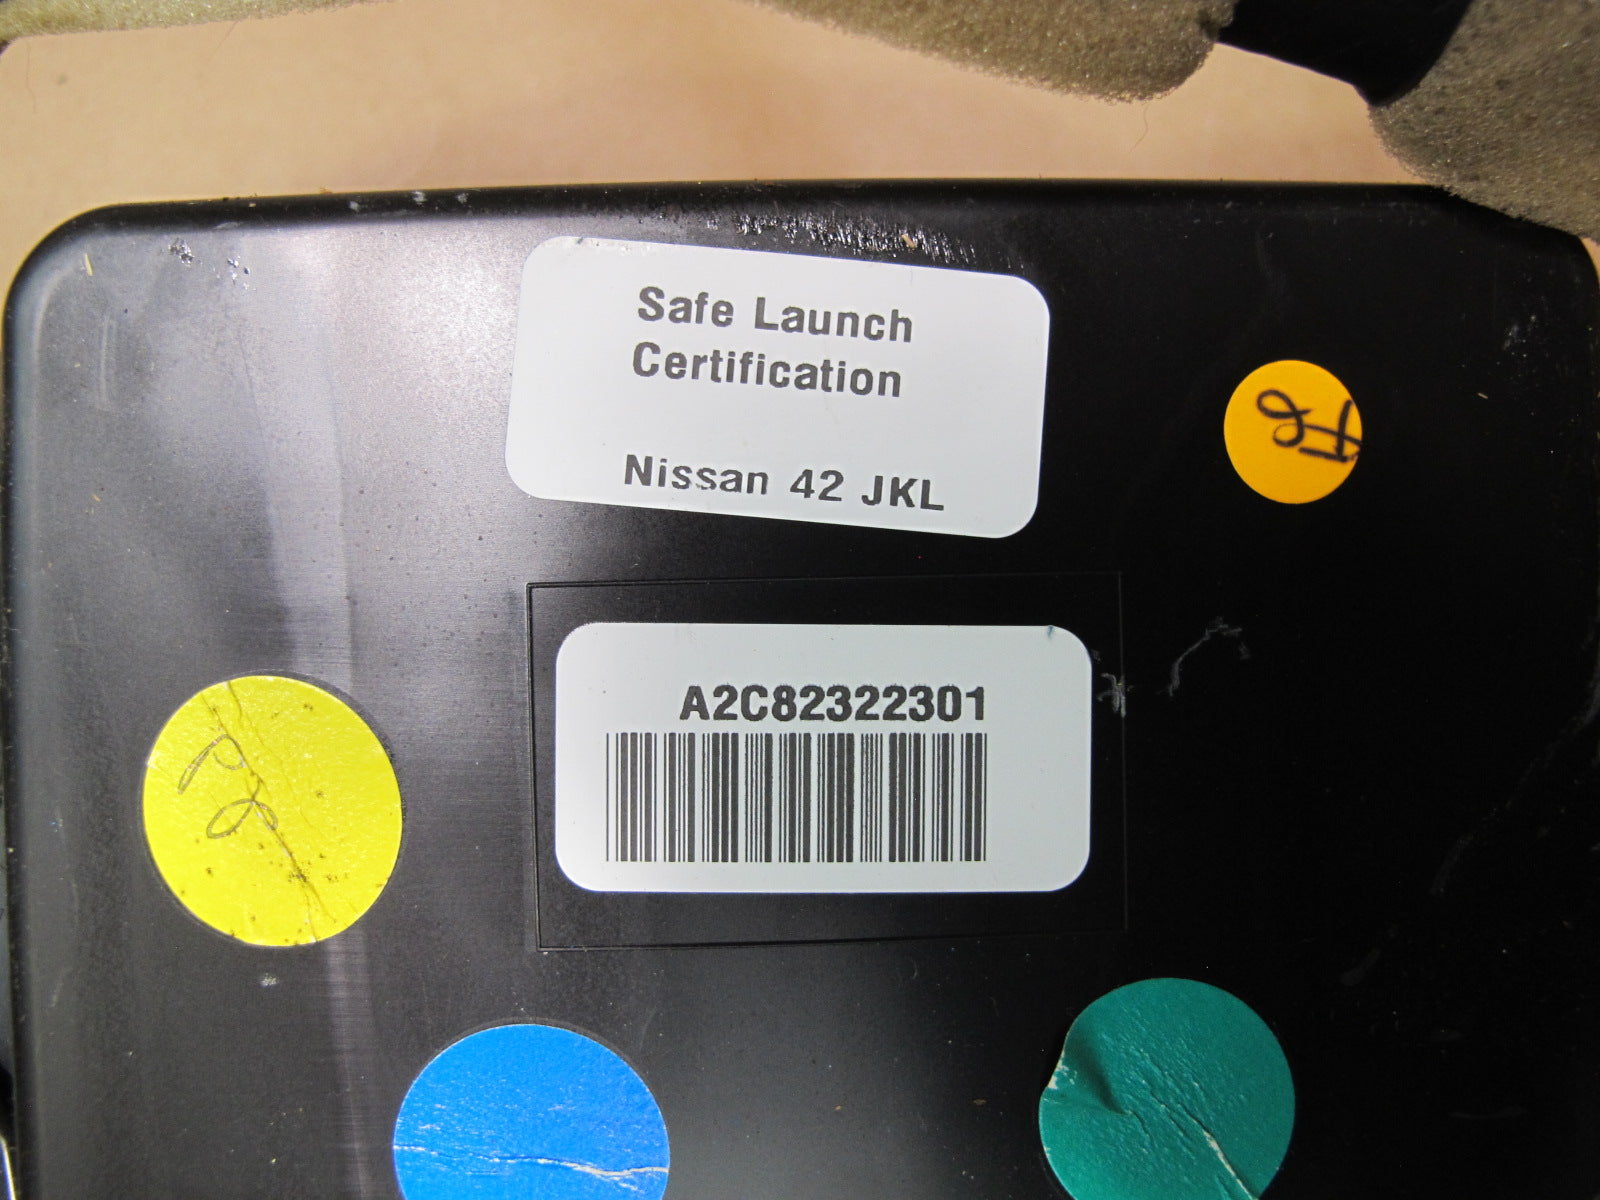 Safe Launch
Certification
Nissan 42 JKL
A2C82322301